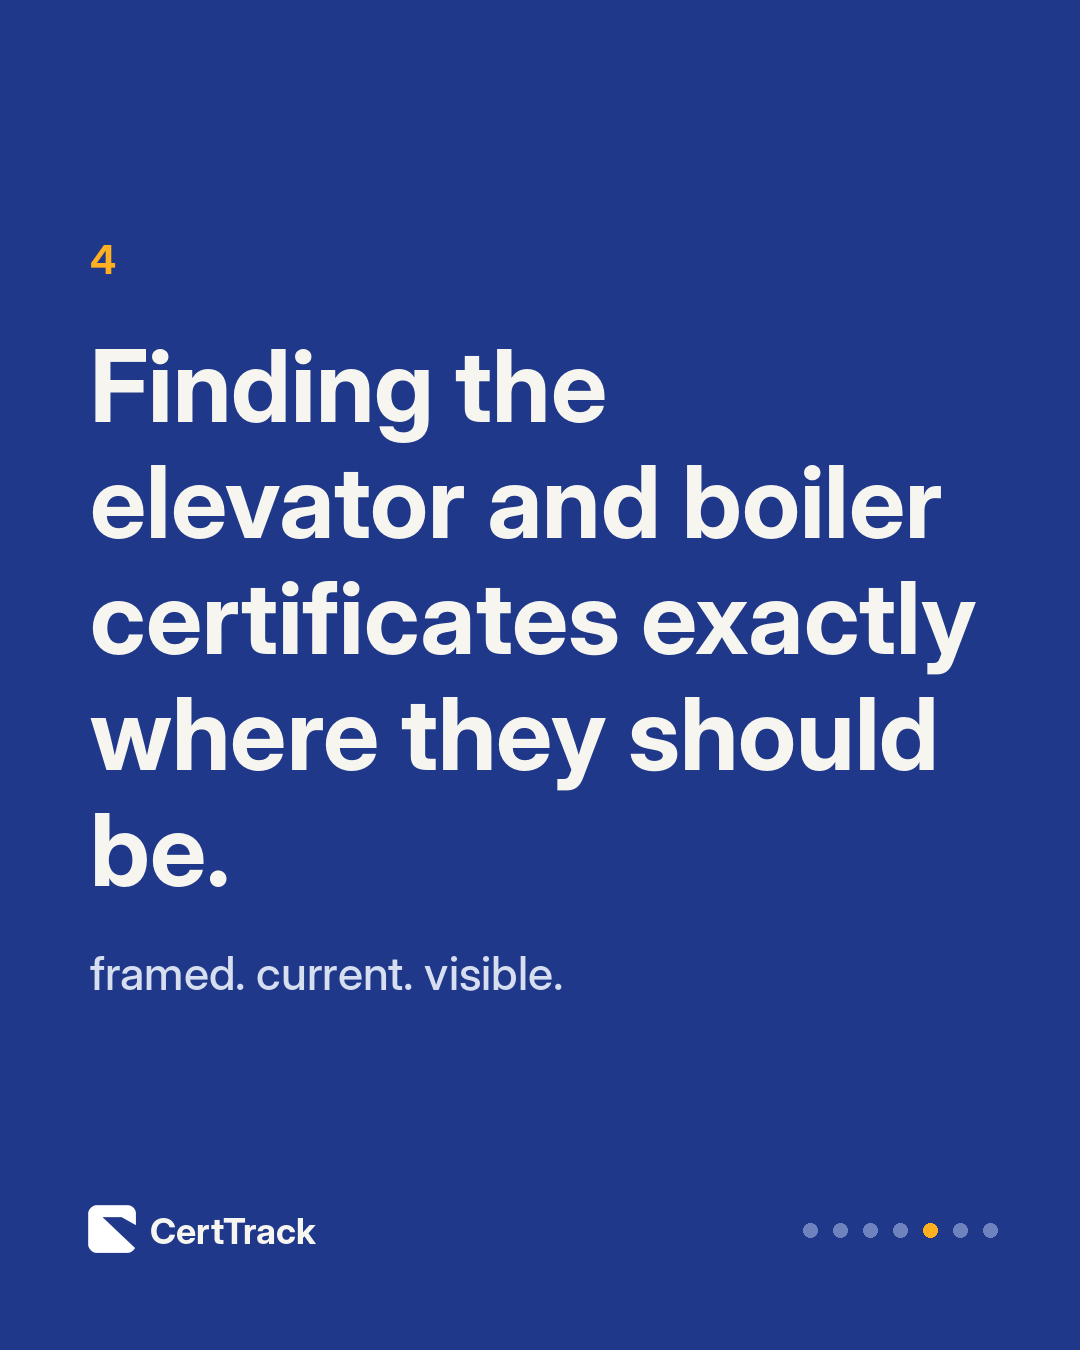 4
Finding the
elevator and boiler
certificates exactly
where they should
be.
framed. current. visible.
CertTrack